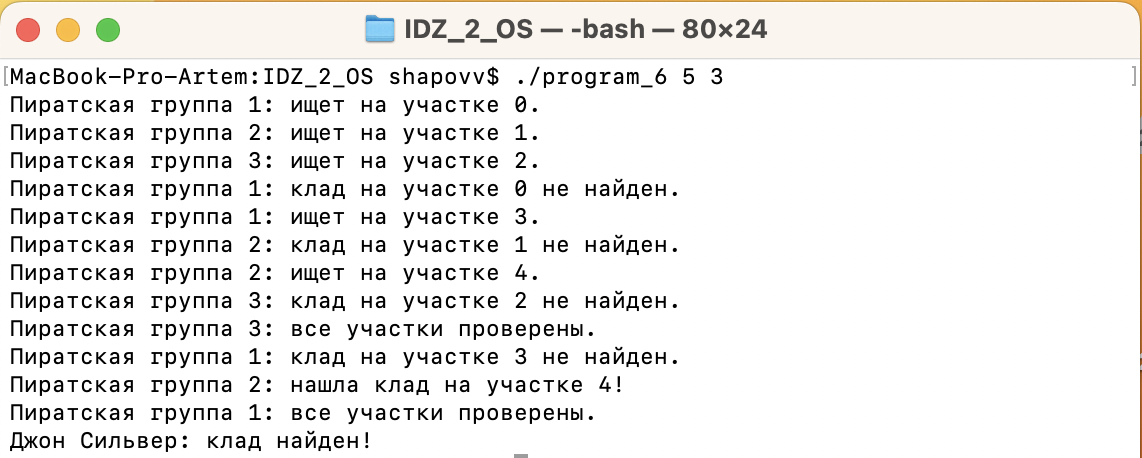 IDZ_2_OS — -bash — 80×24
[MacBook-Pro-Artem:IDZ_2_OS shapovv$ ./program_6 5 3 ]
Пиратская группа 1: ищет на участке 0.
Пиратская группа 2: ищет на участке 1.
Пиратская группа 3: ищет на участке 2.
Пиратская группа 1: клад на участке 0 не найден.
Пиратская группа 1: ищет на участке 3.
Пиратская группа 2: клад на участке 1 не найден.
Пиратская группа 2: ищет на участке 4.
Пиратская группа 3: клад на участке 2 не найден.
Пиратская группа 3: все участки проверены.
Пиратская группа 1: клад на участке 3 не найден.
Пиратская группа 2: нашла клад на участке 4!
Пиратская группа 1: все участки проверены.
Джон Сильвер: клад найден!